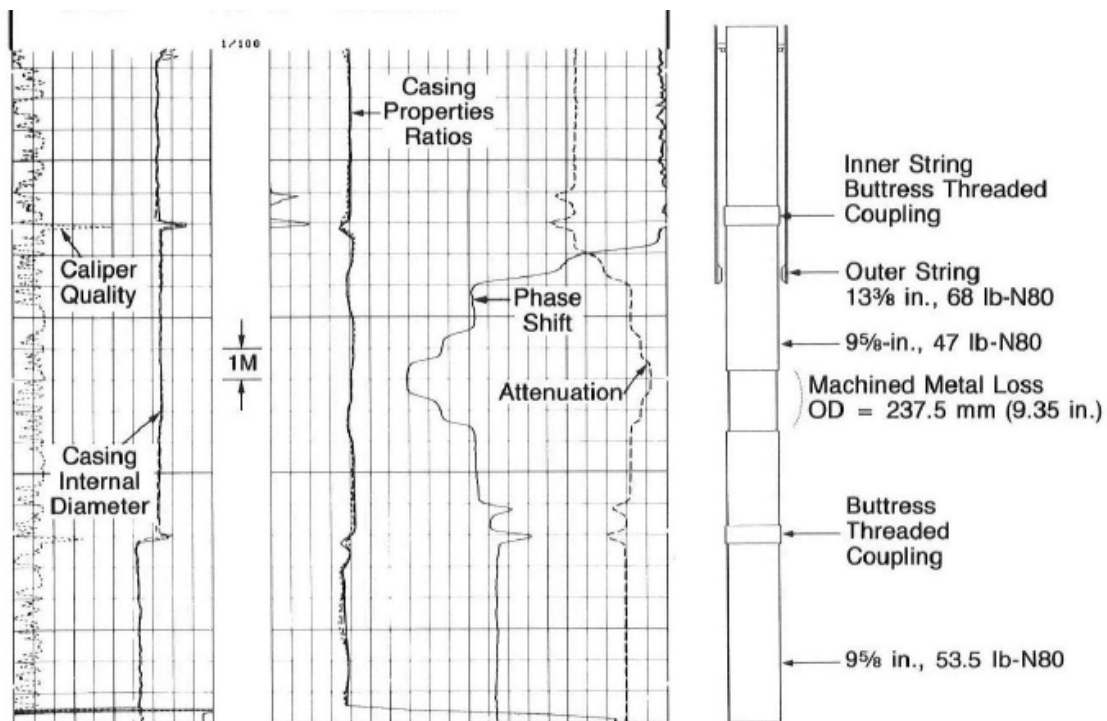 1/100
Casing
Properties
Ratios
Caliper
Quality
Phase
Shift
1M
Attenuation
Casing
Internal
Diameter
Inner String
Buttress Threaded
Coupling
Outer String
13⅜ in., 68 lb-N80
9⅝-in., 47 lb-N80
Machined Metal Loss
OD = 237.5 mm (9.35 in.)
Buttress
Threaded
Coupling
9⅝ in., 53.5 lb-N80